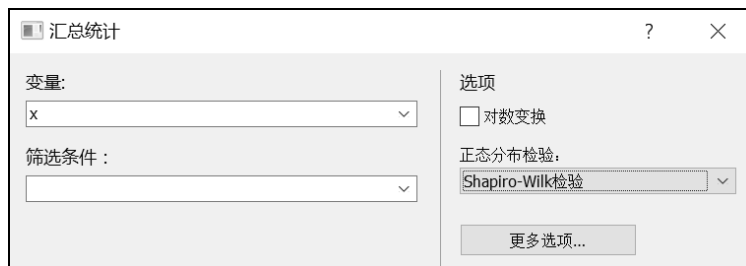 汇总统计
?
变量:
x
筛选条件：
选项
对数变换
正态分布检验:
Shapiro-Wilk检验
更多选项...